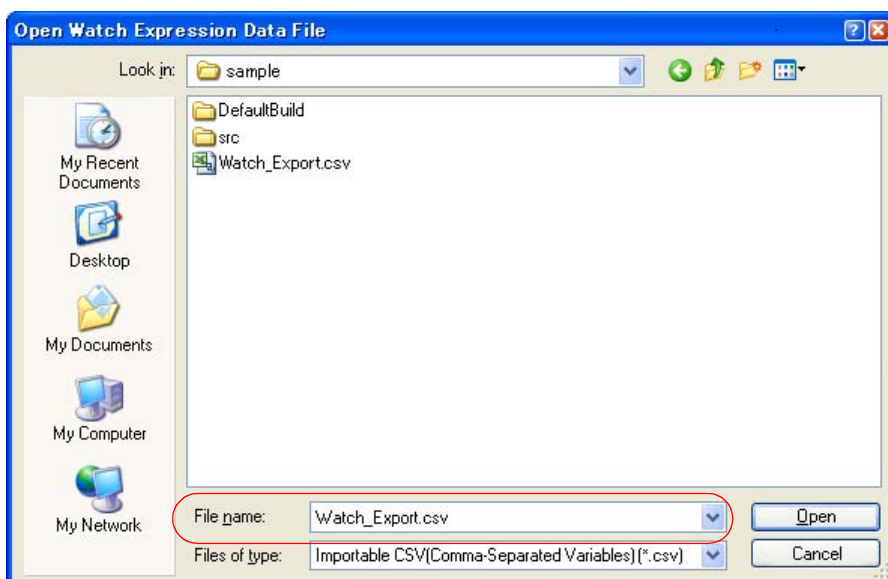 Open Watch Expression Data File
Look in: sample
DefaultBuild
src
Watch_Export.csv
My Recent
Documents
Desktop
My Documents
My Computer
My Network
File name: Watch_Export.csv
Open
Files of type: Importable CSV(Comma-Separated Variables)(*.csv)
Cancel